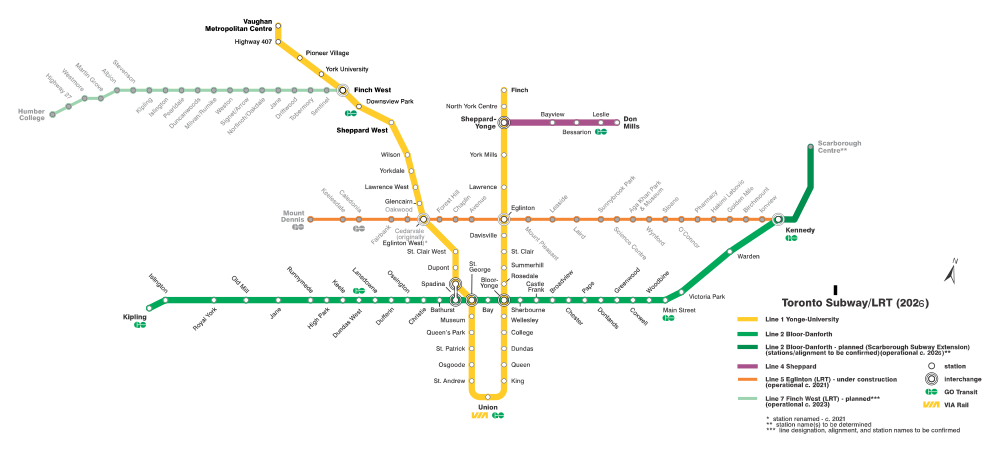 Vaughan
Metropolitan Centre
Highway 407
Pioneer Village
York University
Finch West
Downsview Park
Sheppard West
Wilson
Yorkdale
Lawrence West
Glencairn
Cedarvale
(originally
Eglinton West)*
St. Clair West
Dupont
Spadina
St.
George
Museum
Queen's Park
St. Patrick
Osgoode
St. Andrew
Union
VIA
GO
King
Queen
Dundas
College
Wellesley
Bloor-
Yonge
Rosedale
Summerhill
St. Clair
Davisville
Eglinton
Lawrence
York Mills
Sheppard-
Yonge
North York Centre
Finch
Humber
College
Highway 27
Westmore
Martin Grove
Albion
Stevenson
Kipling
Islington
Pearldale
Duncanwoods
Milvan/Rumike
Weston
Signet/Arrow
Norfinch/Oakdale
Jane
Driftwood
Tobermory
Sentinel
Bayview
Bessarion
Leslie
Don
Mills
Mount
Dennis
Keelesdale
Caledonia
Fairbank
Oakwood
Forest Hill
Chaplin
Avenue
Mount Pleasant
Leaside
Laird
Sunnybrook Park
Science Centre
Aga Khan Park
& Museum
Wynford
Sloane
O'Connor
Pharmacy
Hakimi Lebovic
Golden Mile
Birchmount
Ionview
Kennedy
Scarborough
Centre**
Kipling
Islington
Royal York
Old Mill
Jane
Runnymede
High Park
Keele
Dundas West
Lansdowne
Dufferin
Ossington
Christie
Bathurst
Bay
Sherbourne
Castle
Frank
Broadview
Chester
Pape
Donlands
Greenwood
Coxwell
Woodbine
Main Street
Victoria Park
Warden
N
Toronto Subway/LRT (2026)
Line 1 Yonge-University
Line 2 Bloor-Danforth
Line 2 Bloor-Danforth - planned (Scarborough Subway Extension)
(stations/alignment to be confirmed)(operational c. 2026)**
Line 4 Sheppard
Line 5 Eglinton (LRT) - under construction
(operational c. 2021)
Line 7 Finch West (LRT) - planned***
(operational c. 2023)
station
interchange
GO Transit
VIA Rail
* station renamed - c. 2021
** station name(s) to be determined
*** line designation, alignment, and station names to be confirmed